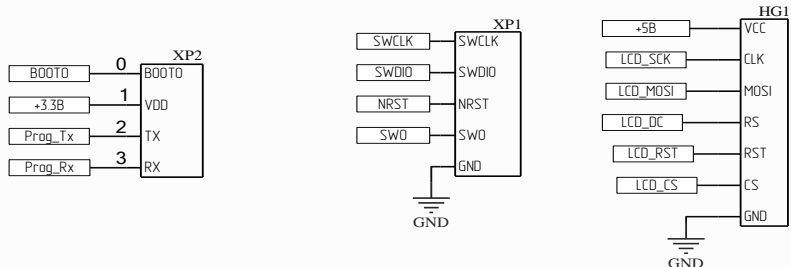 XP2
BOOT0 0 BOOT0
+3.3В 1 VDD
Prog_Tx 2 TX
Prog_Rx 3 RX
XP1
SWCLK SWCLK
SWDIO SWDIO
NRST NRST
SWO SWO
GND
GND
HG1
+5В VCC
LCD_SCK CLK
LCD_MOSI MOSI
LCD_DC RS
LCD_RST RST
LCD_CS CS
GND
GND